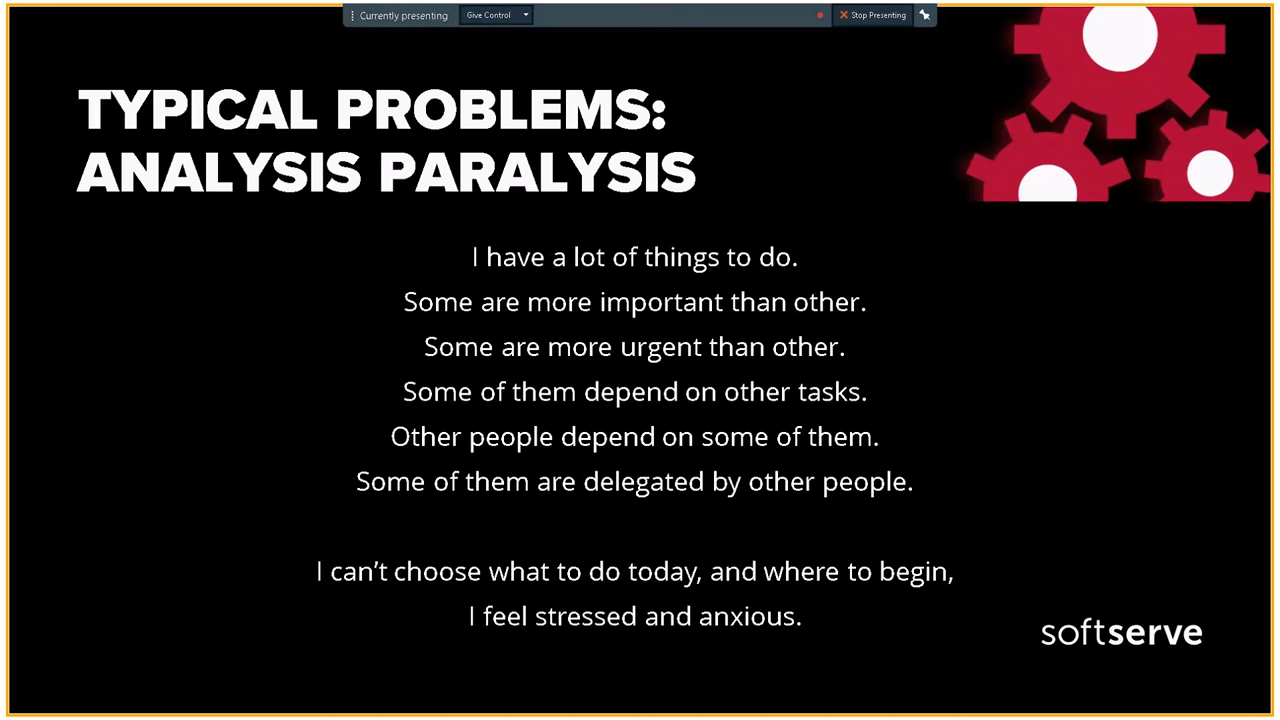 Currently presenting Give Control Stop Presenting
TYPICAL PROBLEMS:
ANALYSIS PARALYSIS
I have a lot of things to do.
Some are more important than other.
Some are more urgent than other.
Some of them depend on other tasks.
Other people depend on some of them.
Some of them are delegated by other people.
I can't choose what to do today, and where to begin,
I feel stressed and anxious.
softserve